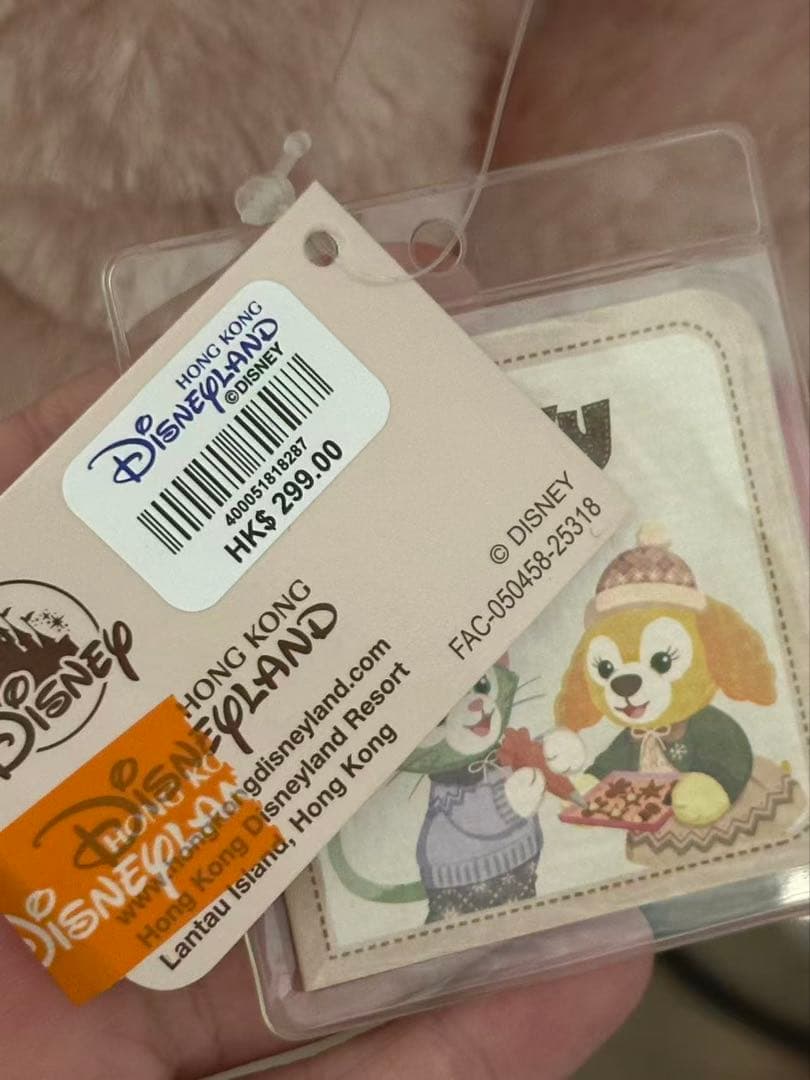 HONG KONG
DISNEYLAND
©DISNEY
400051818287
HK$ 299.00
© DISNEY
FAC-050458-25318
DISNEY
HONG KONG
DISNEYLAND
www.hongkongdisneyland.com
Hong Kong Disneyland Resort
Lantau Island, Hong Kong
DISNEY
HONG KONG
DISNEYLAND